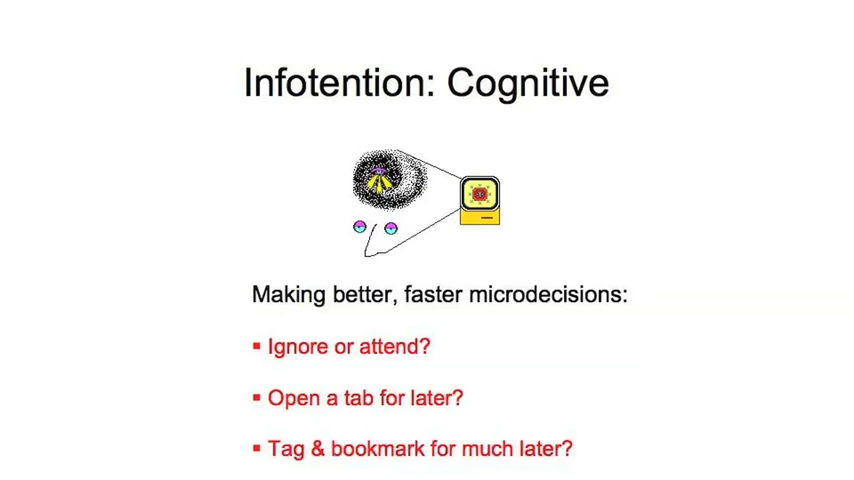 Infotention: Cognitive
Making better, faster microdecisions:
▪ Ignore or attend?
▪ Open a tab for later?
▪ Tag & bookmark for much later?